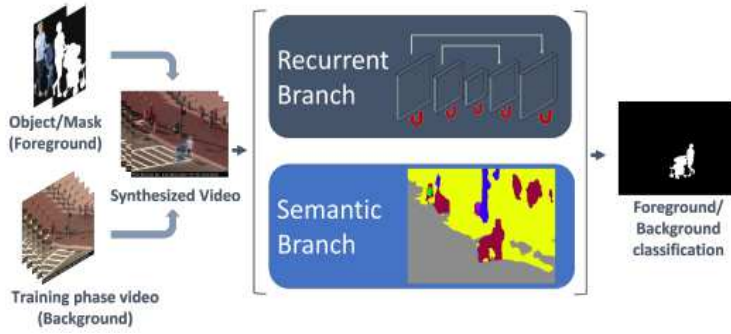 Object/Mask
(Foreground)
Synthesized Video
Training phase video
(Background)
Recurrent
Branch
Semantic
Branch
Foreground/
Background
classification